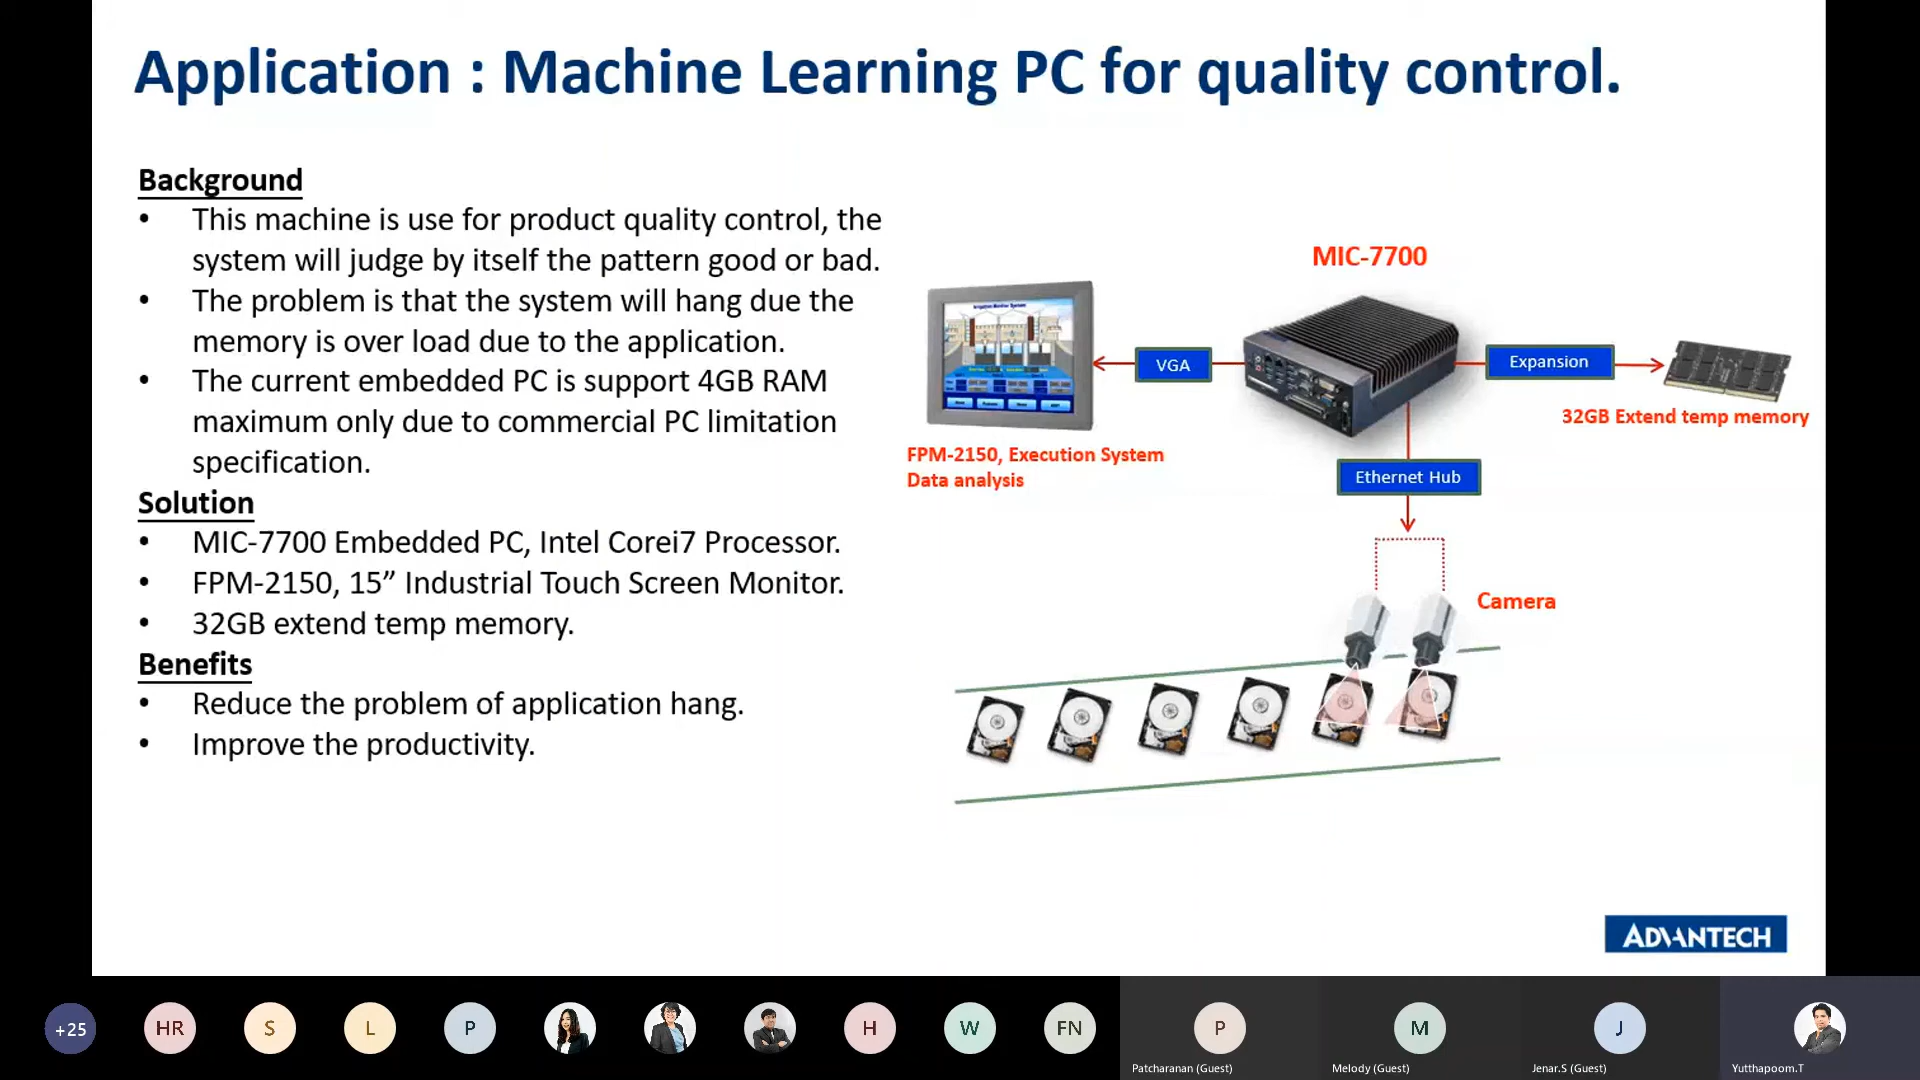 Application : Machine Learning PC for quality control.
Background
• This machine is use for product quality control, the
system will judge by itself the pattern good or bad.
• The problem is that the system will hang due the
memory is over load due to the application.
• The current embedded PC is support 4GB RAM
maximum only due to commercial PC limitation
specification.
Solution
• MIC-7700 Embedded PC, Intel Corei7 Processor.
• FPM-2150, 15” Industrial Touch Screen Monitor.
• 32GB extend temp memory.
Benefits
• Reduce the problem of application hang.
• Improve the productivity.
MIC-7700
VGA
Expansion
32GB Extend temp memory
FPM-2150, Execution System
Data analysis
Ethernet Hub
Camera
ADVANTECH
+25
HR
S
L
P
H
W
FN
P
M
J
Patcharanan (Guest)
Melody (Guest)
Jenar.S (Guest)
Yutthapoom.T